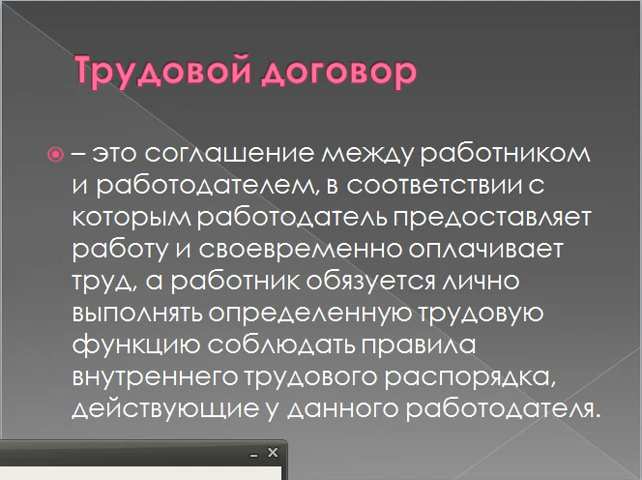 Трудовой договор
– это соглашение между работником
и работодателем, в соответствии с
которым работодатель предоставляет
работу и своевременно оплачивает
труд, а работник обязуется лично
выполнять определенную трудовую
функцию соблюдать правила
внутреннего трудового распорядка,
действующие у данного работодателя.